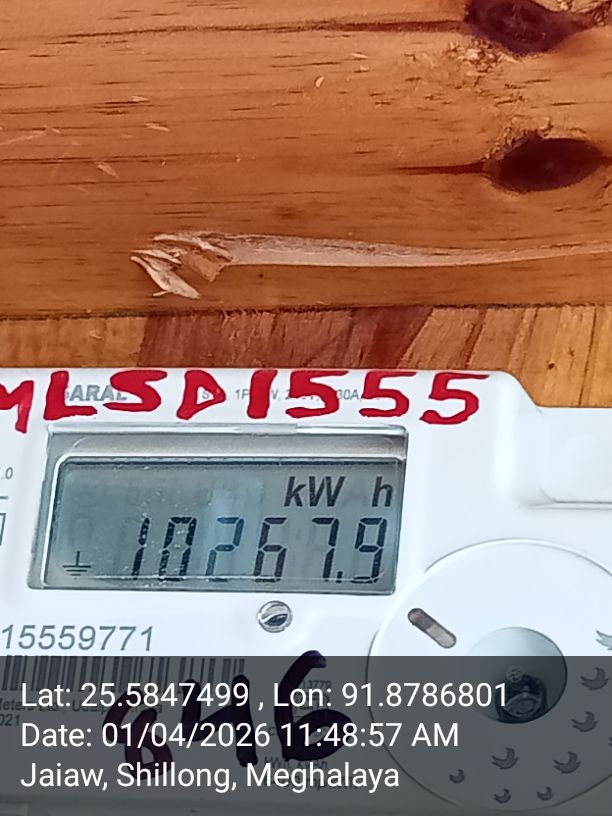 MLSD1555
kW h
10267.9
15559771
Lat: 25.5847499 , Lon: 91.8786801
Date: 01/04/2026 11:48:57 AM
Jaiaw, Shillong, Meghalaya